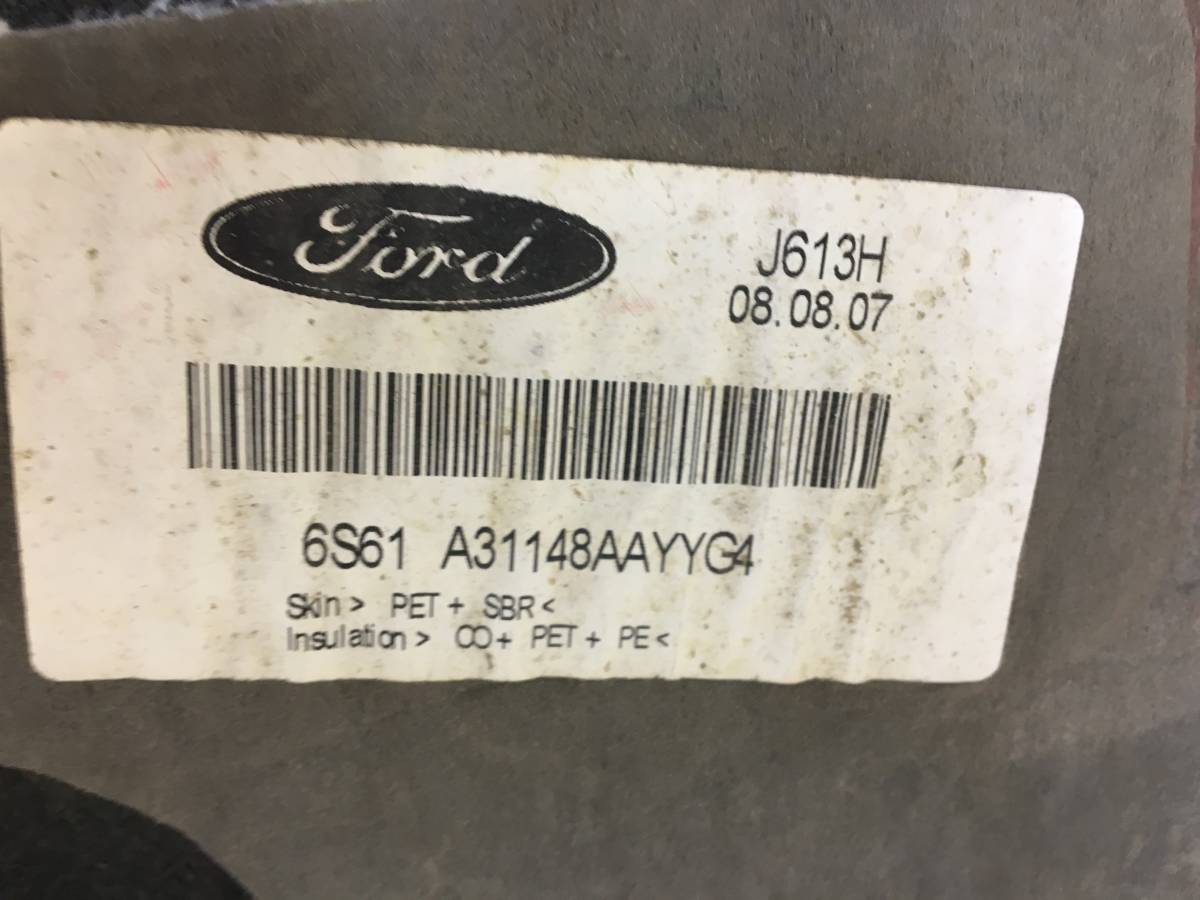 Ford
J613H
08.08.07
6S61 A31148AAYYG4
Skin> PET+ SBR<
Insulation> CO+ PET+ PE<